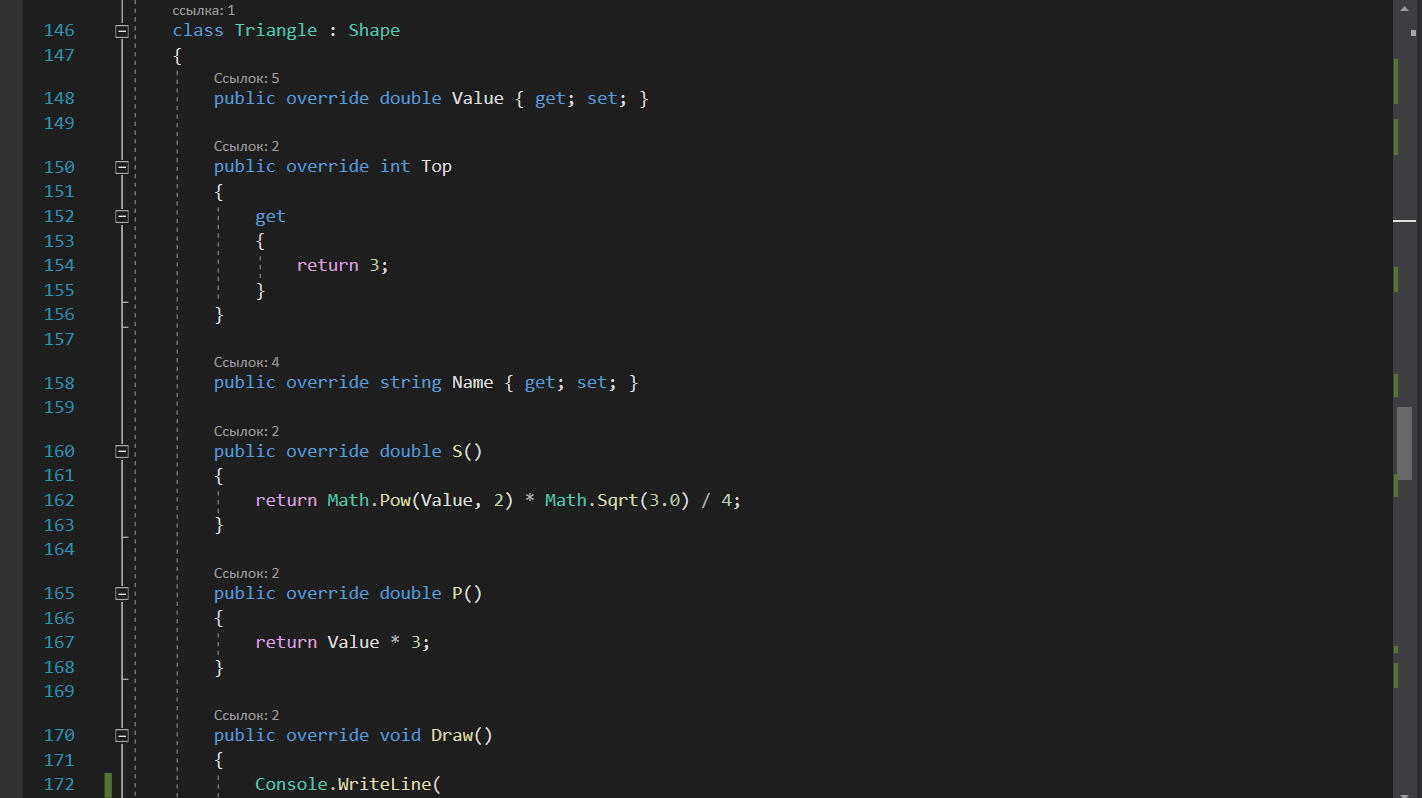 ссылка: 1
146 class Triangle : Shape
147 {
Ссылок: 5
148 public override double Value { get; set; }
149
Ссылок: 2
150 public override int Top
151 {
152 get
153 {
154 return 3;
155 }
156 }
157
Ссылок: 4
158 public override string Name { get; set; }
159
Ссылок: 2
160 public override double S()
161 {
162 return Math.Pow(Value, 2) * Math.Sqrt(3.0) / 4;
163 }
164
Ссылок: 2
165 public override double P()
166 {
167 return Value * 3;
168 }
169
Ссылок: 2
170 public override void Draw()
171 {
172 Console.WriteLine(